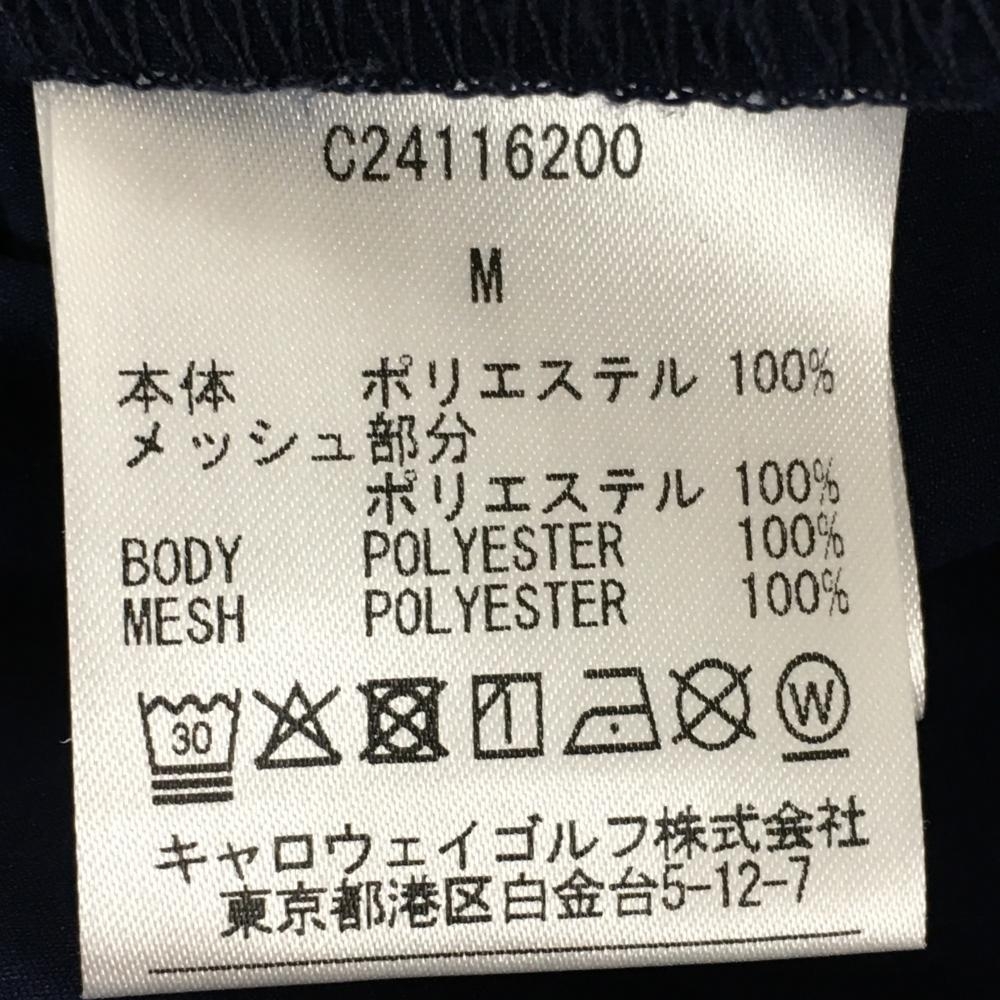 C24116200
M
本体 ポリエステル 100%
メッシュ部分
ポリエステル 100%
BODY POLYESTER 100%
MESH POLYESTER 100%
30 W
キャロウェイゴルフ株式会社
東京都港区白金台5-12-7